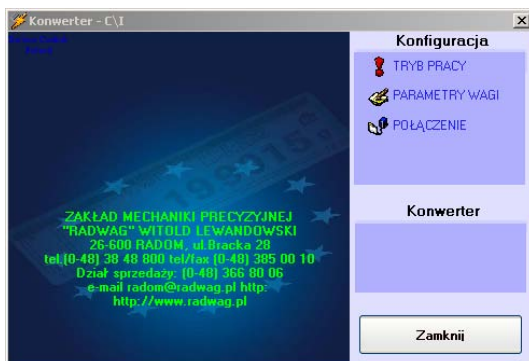 Konwerter - C\I
ZAKŁAD MECHANIKI PRECYZYJNEJ
"RADWAG" WITOLD LEWANDOWSKI
26-600 RADOM, ul.Bracka 28
tel.(0-48) 38 48 800 tel/fax (0-48) 385 00 10
Dział sprzedaży: (0-48) 366 80 06
e-mail radom@radwag.pl http:
http://www.radwag.pl
Konfiguracja
TRYB PRACY
PARAMETRY WAGI
POŁĄCZENIE
Konwerter
Zamknij